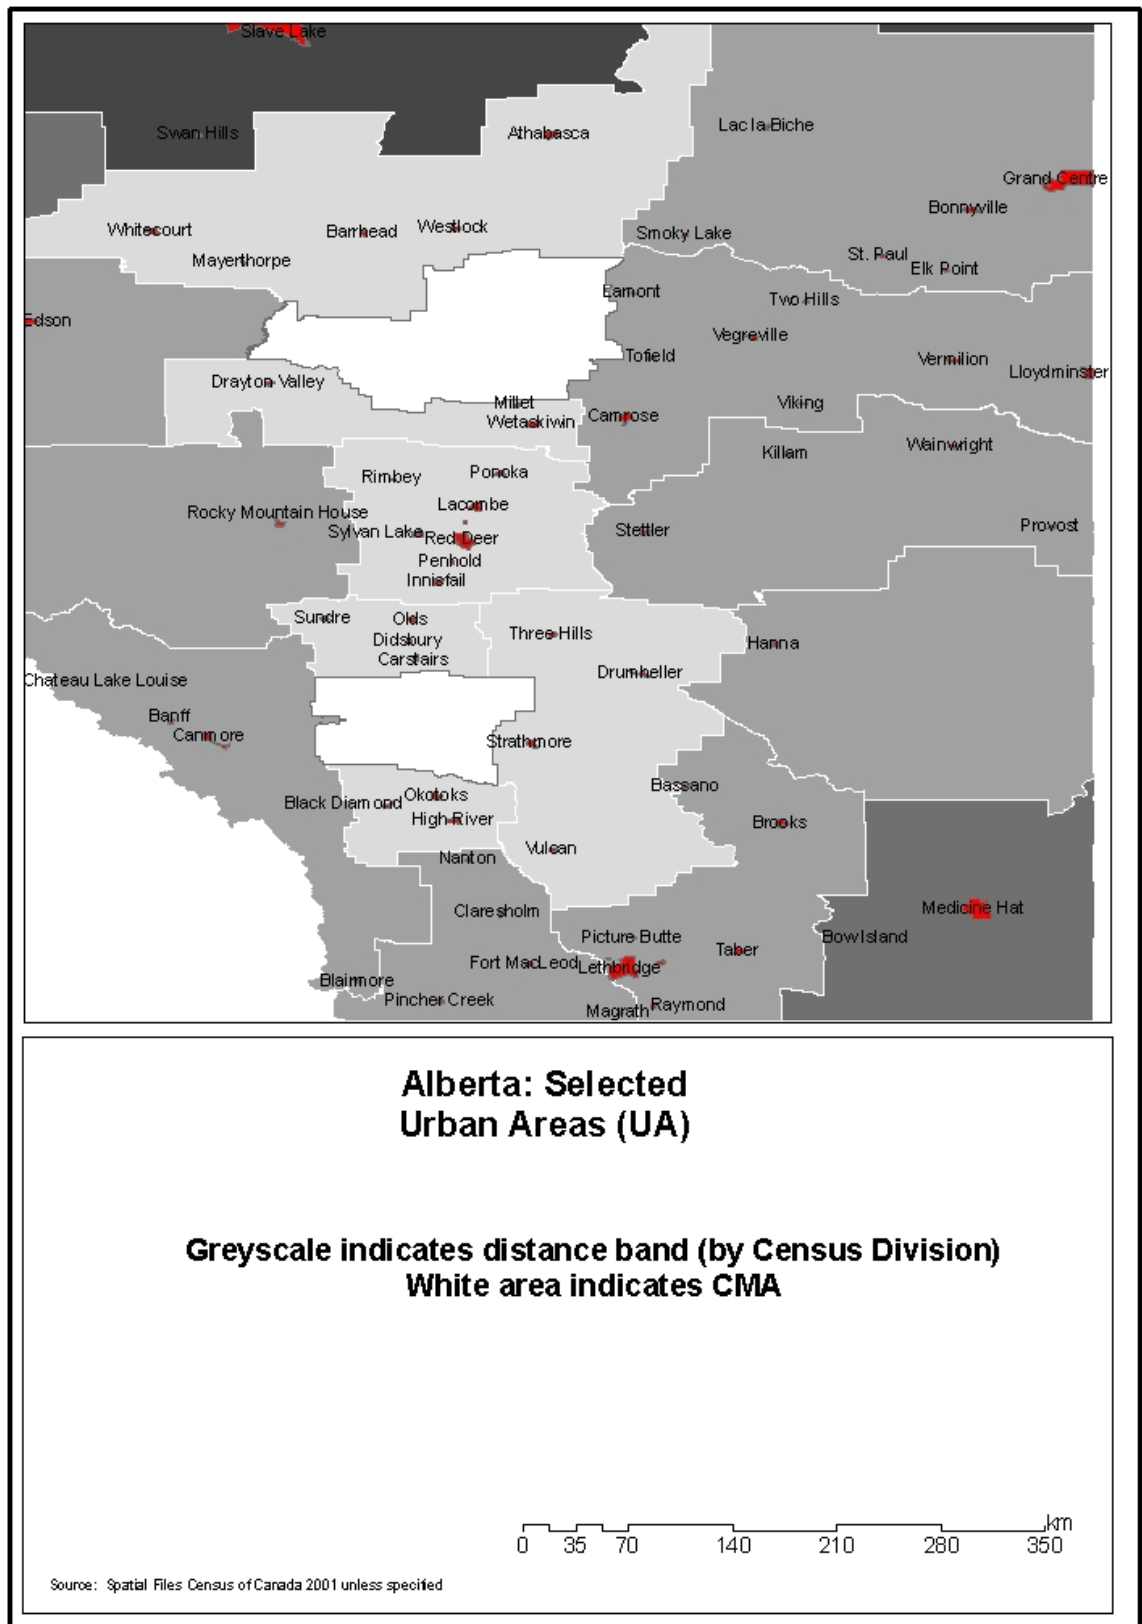 Slave Lake
Swan Hills
Athabasca
Lac la Biche
Grand Centre
Bonnyville
Whitecourt
Barrhead
Westlock
Smoky Lake
Mayerthorpe
St. Paul
Elk Point
Lamont
Two Hills
Edson
Vegreville
Tofield
Vermilion
Lloydminster
Drayton Valley
Millet
Viking
Wetaskiwin
Camrose
Killam
Wainwright
Rimbey
Ponoka
Lacombe
Rocky Mountain House
Sylvan Lake
Red Deer
Stettler
Provost
Penhold
Innisfail
Sundre
Olds
Three Hills
Didsbury
Hanna
Carstairs
Drumheller
Chateau Lake Louise
Banff
Canmore
Strathmore
Bassano
Black Diamond
Okotoks
High River
Brooks
Nanton
Vulcan
Claresholm
Medicine Hat
Picture Butte
Bow Island
Taber
Fort MacLeod
Lethbridge
Blairmore
Pincher Creek
Magrath
Raymond
Alberta: Selected
Urban Areas (UA)
Greyscale indicates distance band (by Census Division)
White area indicates CMA
km
0 35 70 140 210 280 350
Source: Spatial Files Census of Canada 2001 unless specified